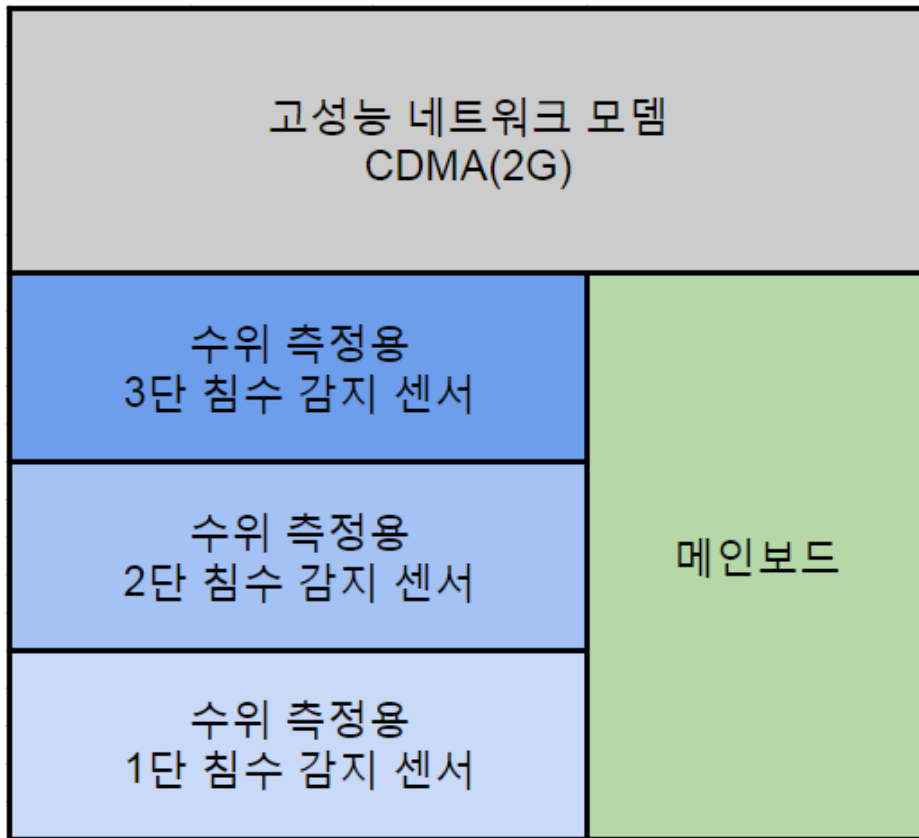 고성능 네트워크 모뎀
CDMA(2G)
수위 측정용
3단 침수 감지 센서
수위 측정용
2단 침수 감지 센서
메인보드
수위 측정용
1단 침수 감지 센서